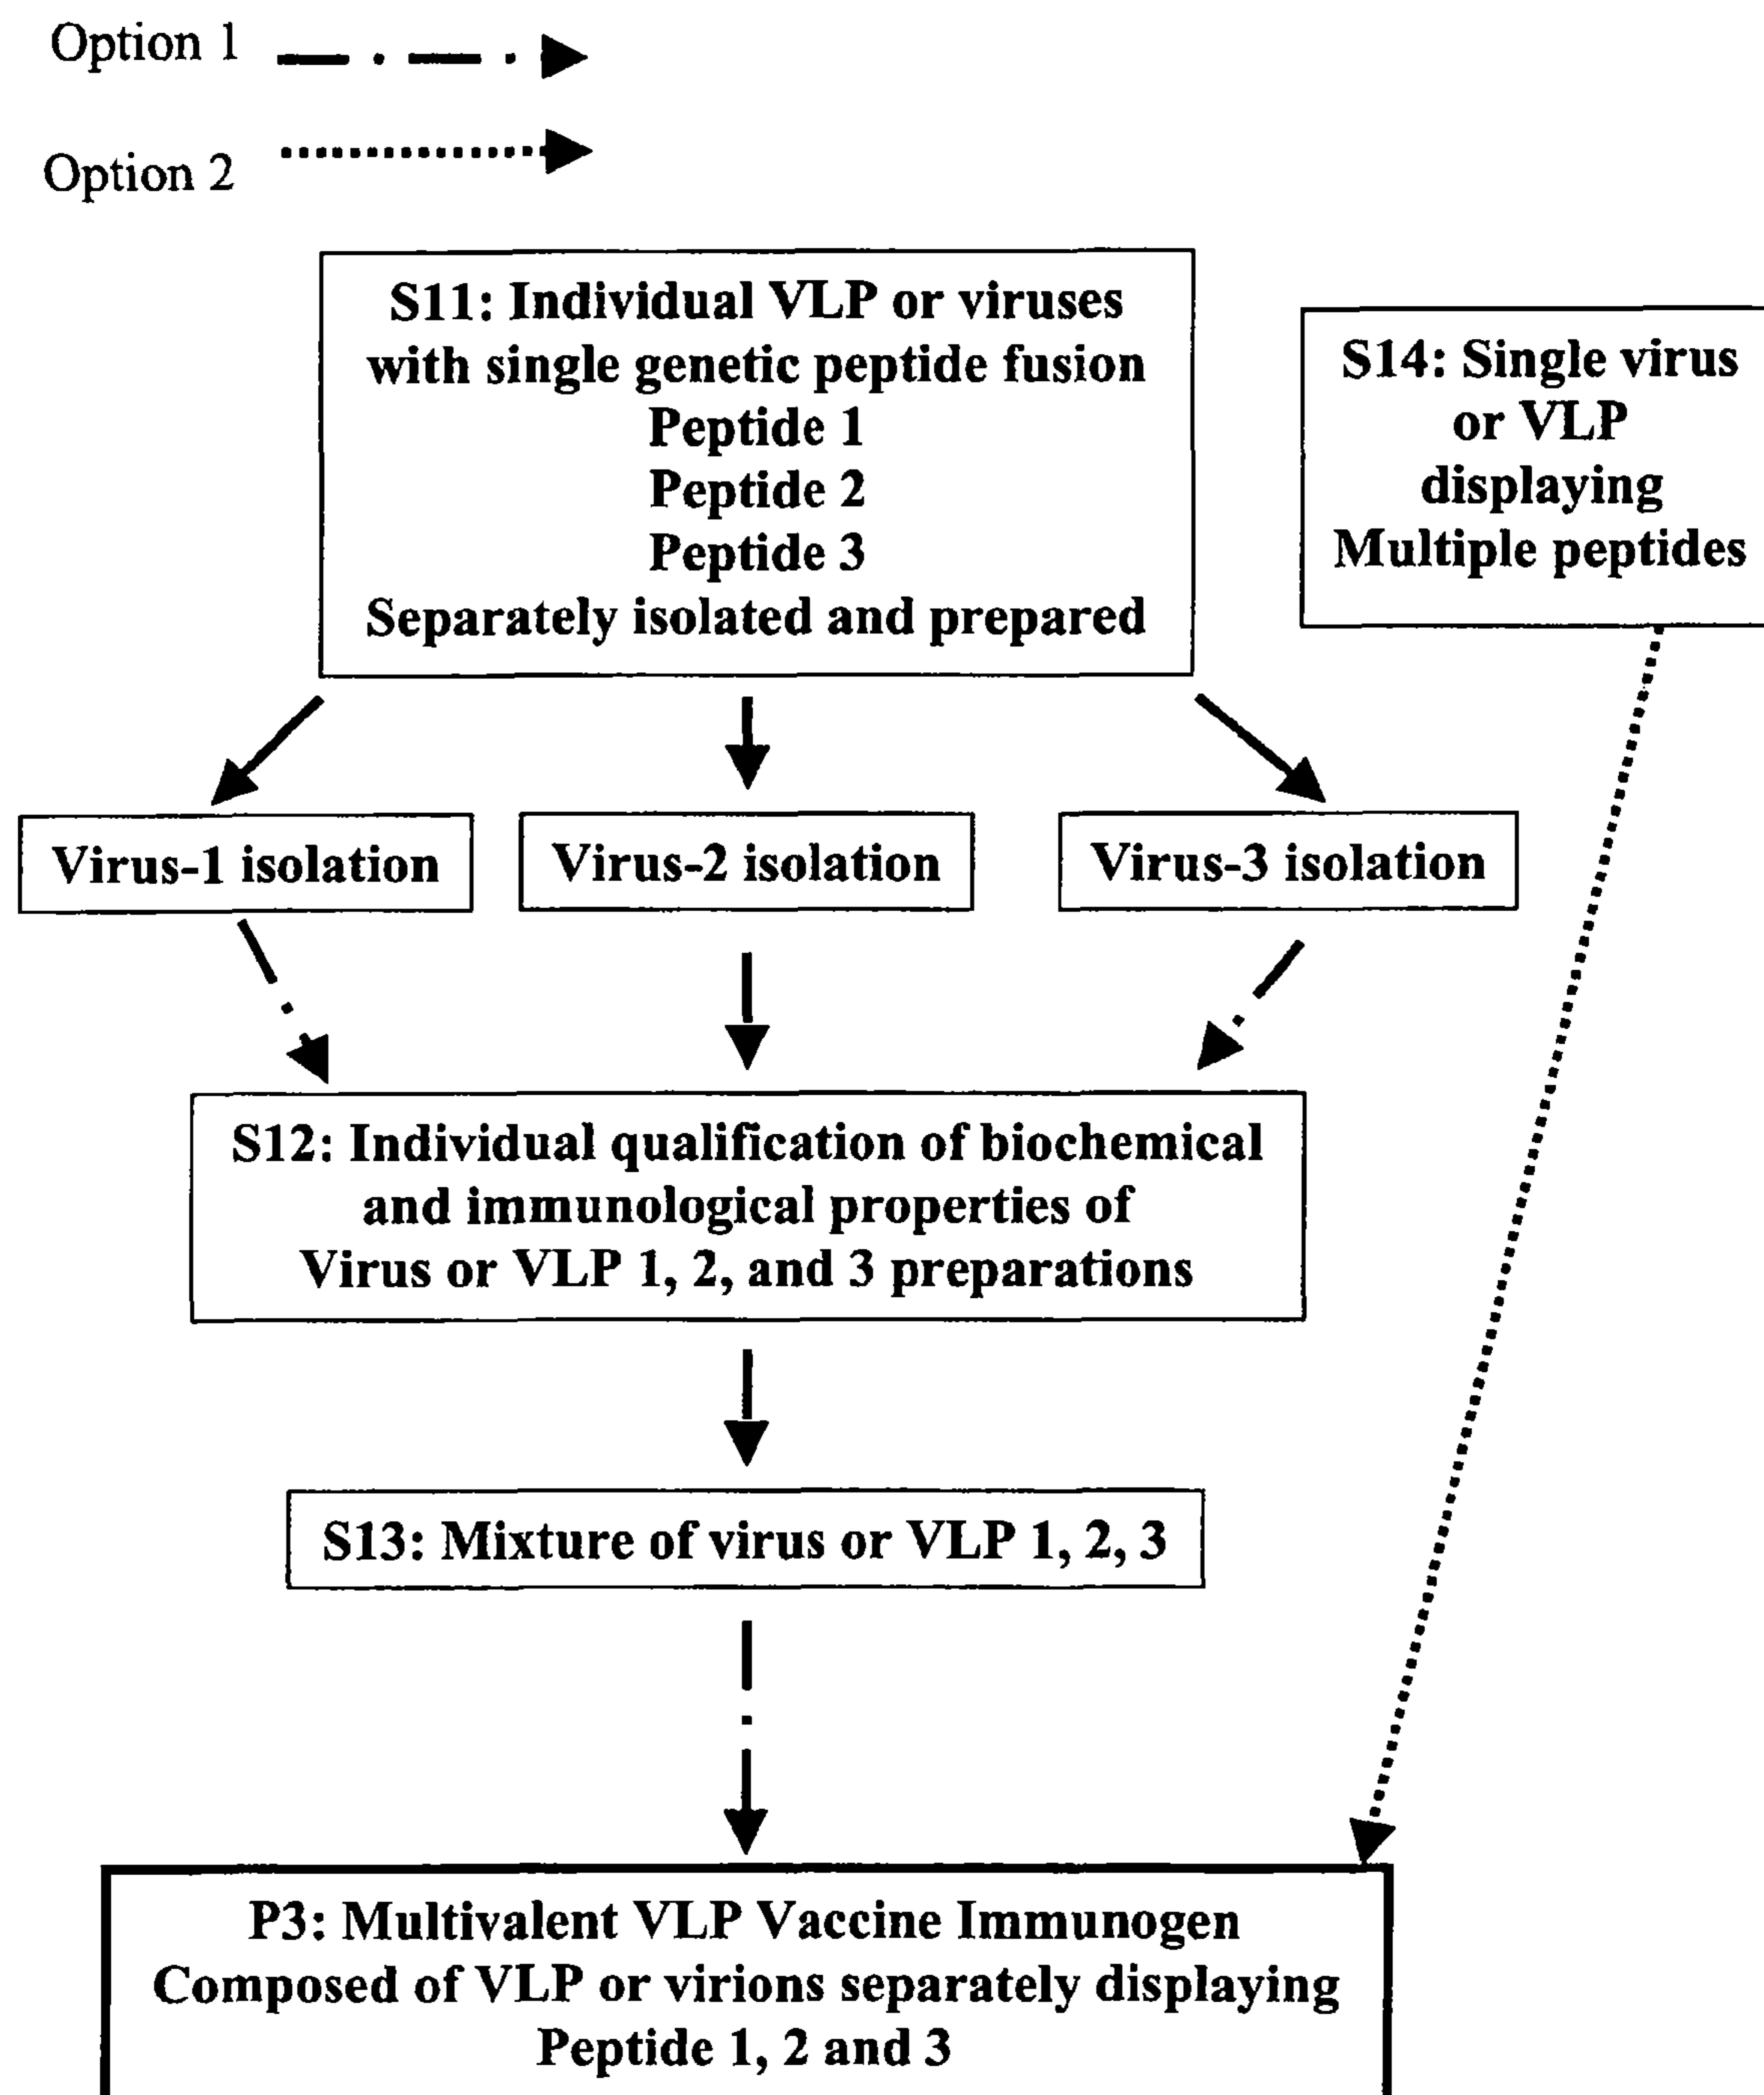 Option 1
Option 2
S11: Individual VLP or viruses
with single genetic peptide fusion
Peptide 1
Peptide 2
Peptide 3
Separately isolated and prepared
S14: Single virus
or VLP
displaying
Multiple peptides
Virus-1 isolation
Virus-2 isolation
Virus-3 isolation
S12: Individual qualification of biochemical
and immunological properties of
Virus or VLP 1, 2, and 3 preparations
S13: Mixture of virus or VLP 1, 2, 3
P3: Multivalent VLP Vaccine Immunogen
Composed of VLP or virions separately displaying
Peptide 1, 2 and 3